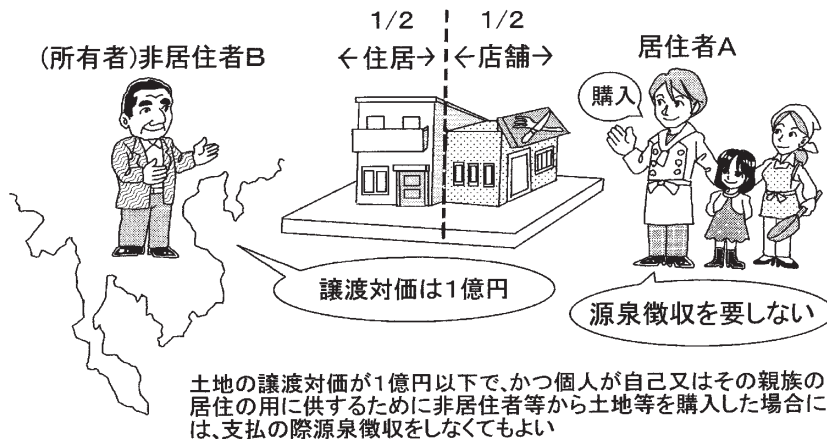 1/2 1/2
(所有者)非居住者B ←住居→ ←店舗→ 居住者A
購入
譲渡対価は1億円
源泉徴収を要しない
土地の譲渡対価が1億円以下で、かつ個人が自己又はその親族の
居住の用に供するために非居住者等から土地等を購入した場合に
は、支払の際源泉徴収をしなくてもよい